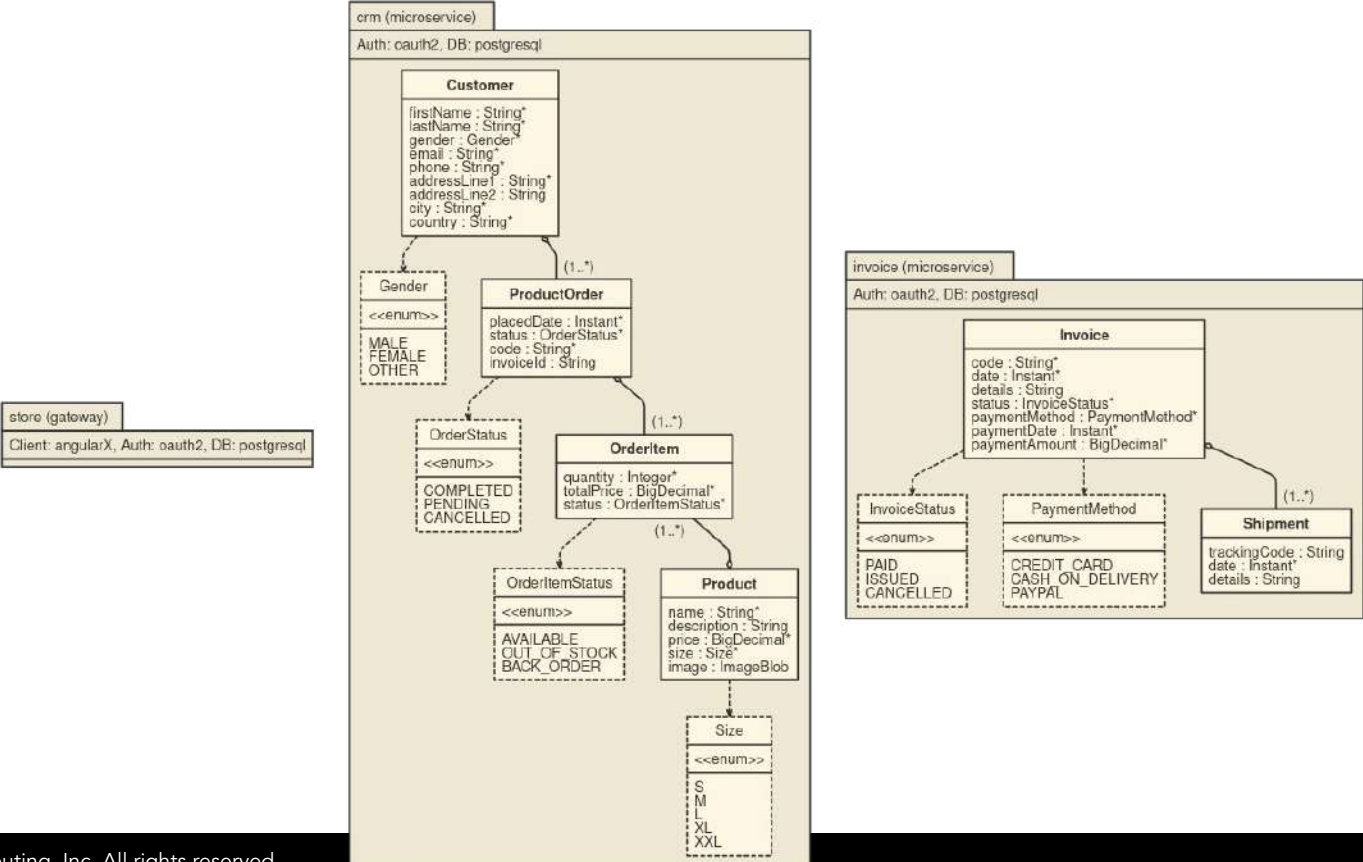 store (gateway)
Client: angularX, Auth: oauth2, DB: postgresql
crm (microservice)
Auth: oauth2, DB: postgresql
Customer
firstName : String*
lastName : String*
gender : Gender*
email : String*
phone : String*
addressLine1 : String*
addressLine2 : String
city : String*
country : String*
Gender
<<enum>>
MALE
FEMALE
OTHER
(1..*)
ProductOrder
placedDate : Instant*
status : OrderStatus*
code : String*
invoiceId : String
OrderStatus
<<enum>>
COMPLETED
PENDING
CANCELLED
(1..*)
OrderItem
quantity : Integer*
totalPrice : BigDecimal*
status : OrderItemStatus*
(1..*)
OrderItemStatus
<<enum>>
AVAILABLE
OUT_OF_STOCK
BACK_ORDER
Product
name : String*
description : String
price : BigDecimal*
size : Size*
image : ImageBlob
Size
<<enum>>
S
M
L
XL
XXL
invoice (microservice)
Auth: oauth2, DB: postgresql
Invoice
code : String*
date : Instant*
details : String
status : InvoiceStatus*
paymentMethod : PaymentMethod*
paymentDate : Instant*
paymentAmount : BigDecimal*
InvoiceStatus
<<enum>>
PAID
ISSUED
CANCELLED
PaymentMethod
<<enum>>
CREDIT_CARD
CASH_ON_DELIVERY
PAYPAL
(1..*)
Shipment
trackingCode : String
date : Instant*
details : String
Inc. All rights reserved